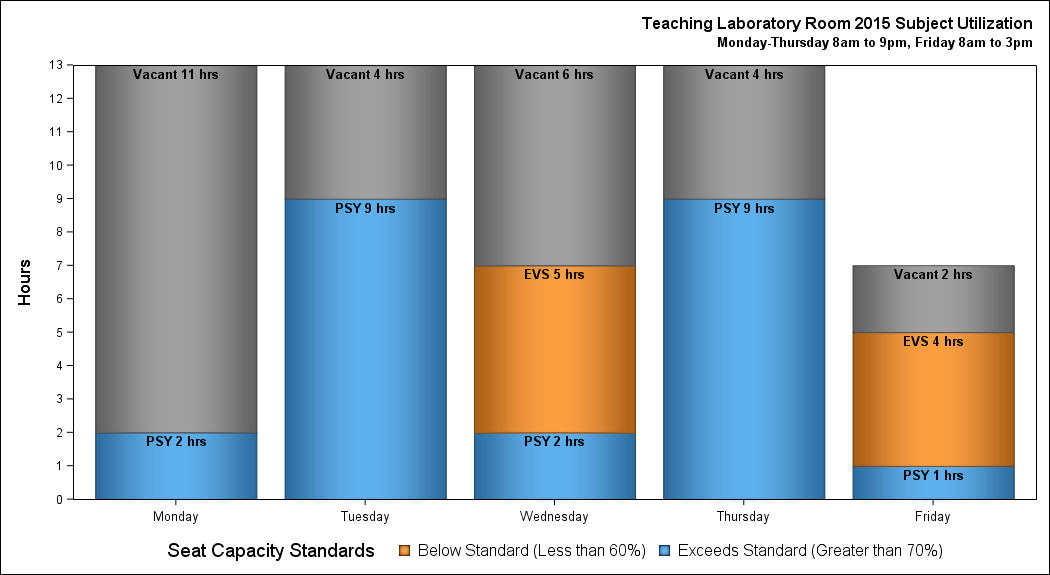 Teaching Laboratory Room 2015 Subject Utilization
Monday-Thursday 8am to 9pm, Friday 8am to 3pm
Hours
13
12
11
10
9
8
7
6
5
4
3
2
1
0
Vacant 11 hrs
PSY 2 hrs
Vacant 4 hrs
PSY 9 hrs
Vacant 6 hrs
EVS 5 hrs
PSY 2 hrs
Vacant 4 hrs
PSY 9 hrs
Vacant 2 hrs
EVS 4 hrs
PSY 1 hrs
Monday Tuesday Wednesday Thursday Friday
Seat Capacity Standards Below Standard (Less than 60%) Exceeds Standard (Greater than 70%)